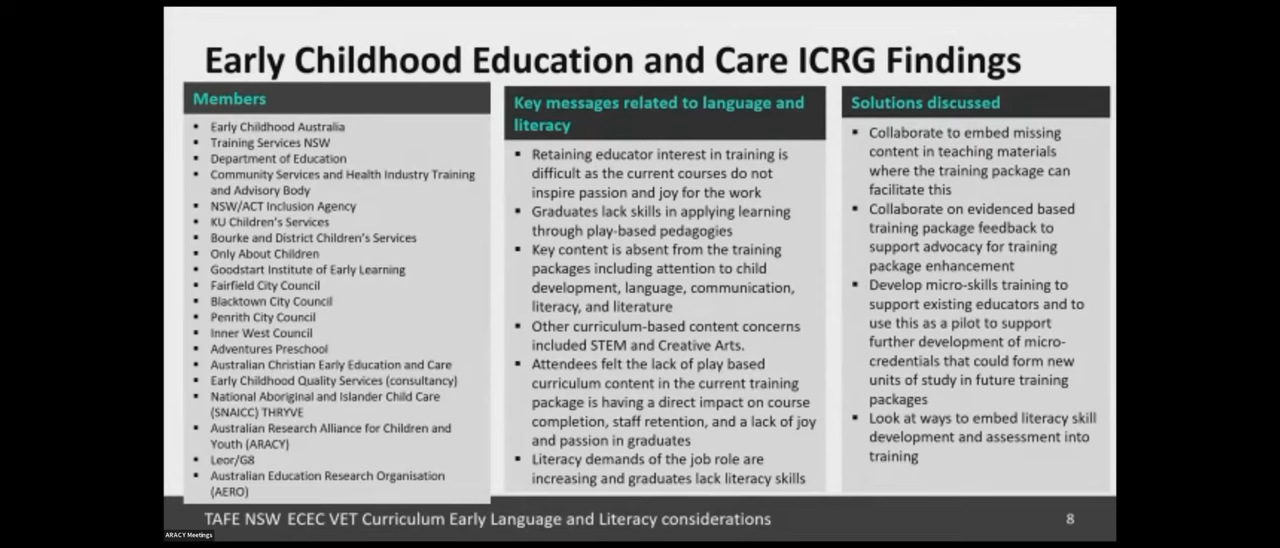 Early Childhood Education and Care ICRG Findings
Members
▪ Early Childhood Australia
▪ Training Services NSW
▪ Department of Education
▪ Community Services and Health Industry Training
and Advisory Body
▪ NSW/ACT Inclusion Agency
▪ KU Children's Services
▪ Bourke and District Children's Services
▪ Only About Children
▪ Goodstart Institute of Early Learning
▪ Fairfield City Council
▪ Blacktown City Council
▪ Penrith City Council
▪ Inner West Council
▪ Adventures Preschool
▪ Australian Christian Early Education and Care
▪ Early Childhood Quality Services (consultancy)
▪ National Aboriginal and Islander Child Care
(SNAICC) THRYVE
▪ Australian Research Alliance for Children and
Youth (ARACY)
▪ Leor/G8
▪ Australian Education Research Organisation
(AERO)
Key messages related to language and
literacy
▪ Retaining educator interest in training is
difficult as the current courses do not
inspire passion and joy for the work
▪ Graduates lack skills in applying learning
through play-based pedagogies
▪ Key content is absent from the training
packages including attention to child
development, language, communication,
literacy, and literature
▪ Other curriculum-based content concerns
included STEM and Creative Arts.
▪ Attendees felt the lack of play based
curriculum content in the current training
package is having a direct impact on course
completion, staff retention, and a lack of joy
and passion in graduates
▪ Literacy demands of the job role are
increasing and graduates lack literacy skills
Solutions discussed
▪ Collaborate to embed missing
content in teaching materials
where the training package can
facilitate this
▪ Collaborate on evidenced based
training package feedback to
support advocacy for training
package enhancement
▪ Develop micro-skills training to
support existing educators and to
use this as a pilot to support
further development of micro-
credentials that could form new
units of study in future training
packages
▪ Look at ways to embed literacy skill
development and assessment into
training
TAFE NSW ECEC VET Curriculum Early Language and Literacy considerations
8
ARACY Meetings